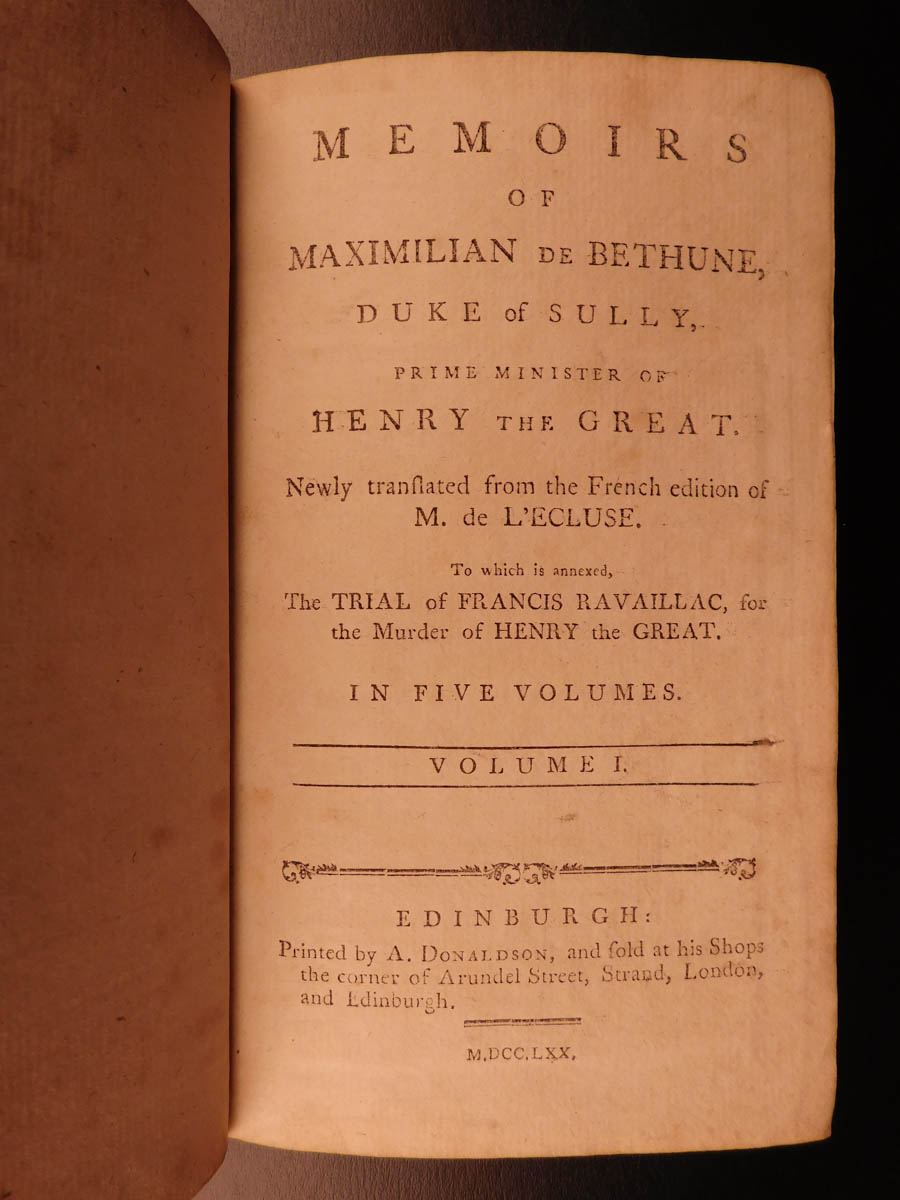 MEMOIRS
OF
MAXIMILIAN DE BETHUNE,
DUKE of SULLY,
PRIME MINISTER OF
HENRY THE GREAT.
Newly tranſlated from the French edition of
M. de L'ECLUSE.
To which is annexed,
The TRIAL of FRANCIS RAVAILLAC, for
the Murder of HENRY the GREAT.
IN FIVE VOLUMES.
VOLUME I.
EDINBURGH:
Printed by A. DONALDSON, and ſold at his Shops
the corner of Arundel Street, Strand, London,
and Edinburgh.
M,DCC,LXX,